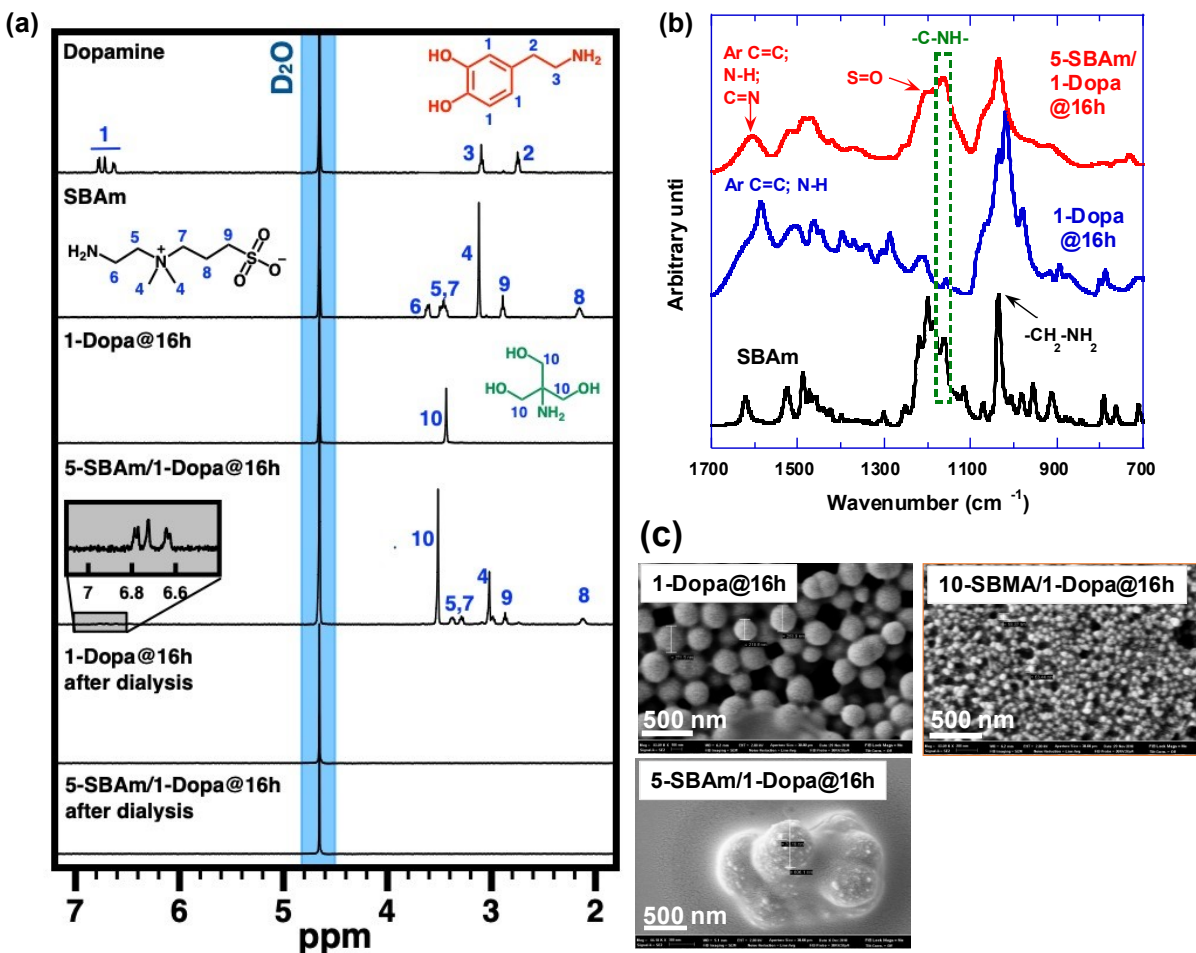 (a)
Dopamine
D₂O
HO
HO
NH₂
1
2
3
1
1
1
3
2
SBAm
H₂N
5
7
9
O
S
O⁻
O
N⁺
6
8
4
4
4
6
5,7
9
8
1-Dopa@16h
HO
10
HO
OH
10
10
NH₂
10
5-SBAm/1-Dopa@16h
7
6.8
6.6
10
5,7
4
9
8
1-Dopa@16h
after dialysis
5-SBAm/1-Dopa@16h
after dialysis
7
6
5
4
3
2
ppm
(b)
-C-NH-
Ar C=C;
N-H;
C=N
S=O
5-SBAm/
1-Dopa
@16h
Ar C=C; N-H
1-Dopa
@16h
SBAm
-CH₂-NH₂
Arbitrary unti
1700
1500
1300
1100
900
700
Wavenumber (cm ⁻¹)
(c)
1-Dopa@16h
500 nm
10-SBMA/1-Dopa@16h
500 nm
5-SBAm/1-Dopa@16h
500 nm